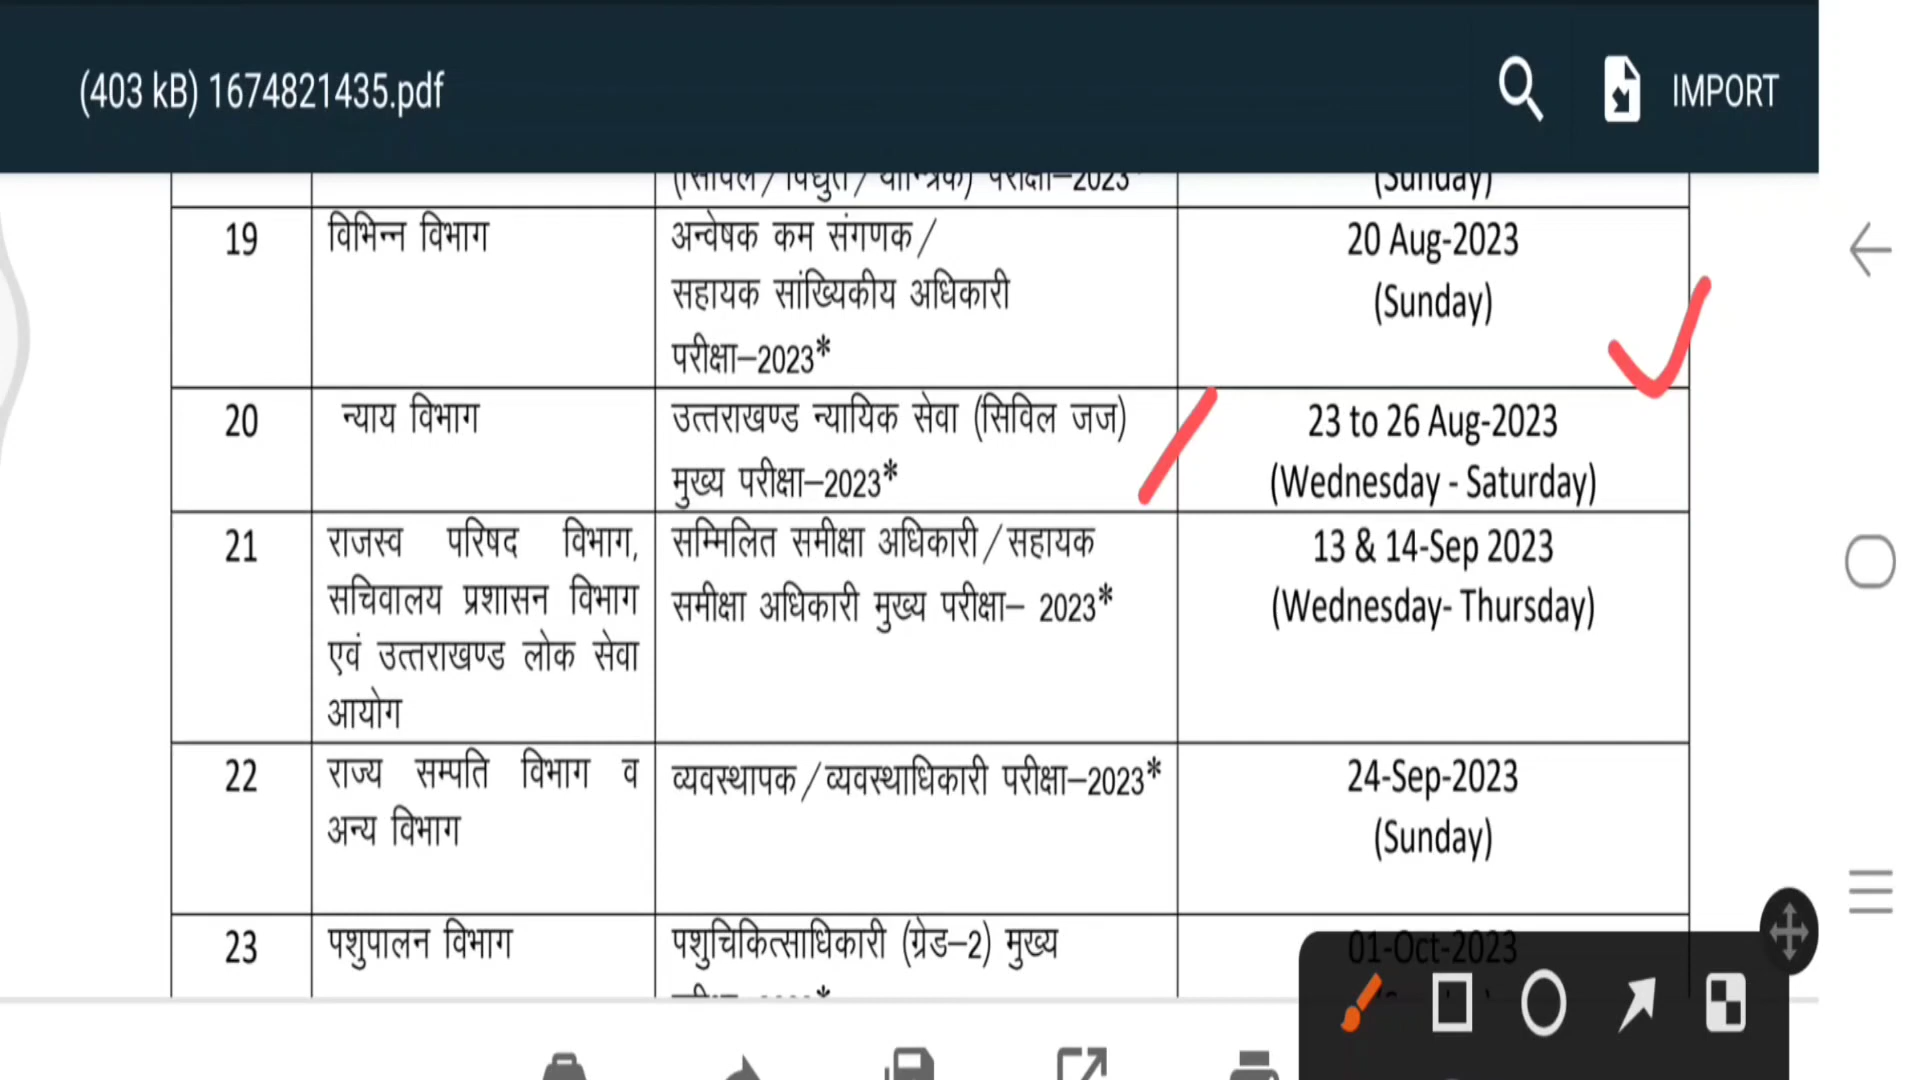 (403 kB) 1674821435.pdf
IMPORT
(सिविल/विद्युत/यान्त्रिक) परीक्षा–2023*
(Sunday)
19
विभिन्न विभाग
अन्वेषक कम संगणक/
सहायक सांख्यिकीय अधिकारी
परीक्षा–2023*
20 Aug-2023
(Sunday)
20
न्याय विभाग
उत्तराखण्ड न्यायिक सेवा (सिविल जज)
मुख्य परीक्षा–2023*
23 to 26 Aug-2023
(Wednesday - Saturday)
21
राजस्व परिषद विभाग,
सचिवालय प्रशासन विभाग
एवं उत्तराखण्ड लोक सेवा
आयोग
सम्मिलित समीक्षा अधिकारी/सहायक
समीक्षा अधिकारी मुख्य परीक्षा– 2023*
13 & 14-Sep 2023
(Wednesday- Thursday)
22
राज्य सम्पति विभाग व
अन्य विभाग
व्यवस्थापक/व्यवस्थाधिकारी परीक्षा–2023*
24-Sep-2023
(Sunday)
23
पशुपालन विभाग
पशुचिकित्साधिकारी (ग्रेड–2) मुख्य
01-Oct-2023